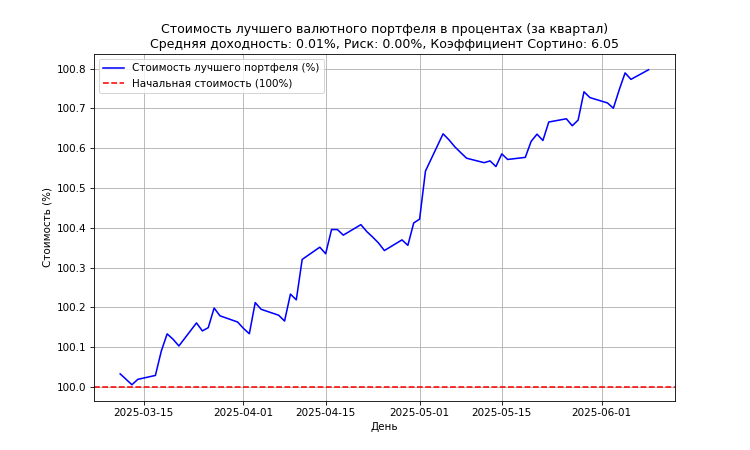 Стоимость лучшего валютного портфеля в процентах (за квартал)
Средняя доходность: 0.01%, Риск: 0.00%, Коэффициент Сортино: 6.05
Стоимость лучшего портфеля (%)
Начальная стоимость (100%)
Стоимость (%)
100.8
100.7
100.6
100.5
100.4
100.3
100.2
100.1
100.0
2025-03-15
2025-04-01
2025-04-15
2025-05-01
2025-05-15
2025-06-01
День